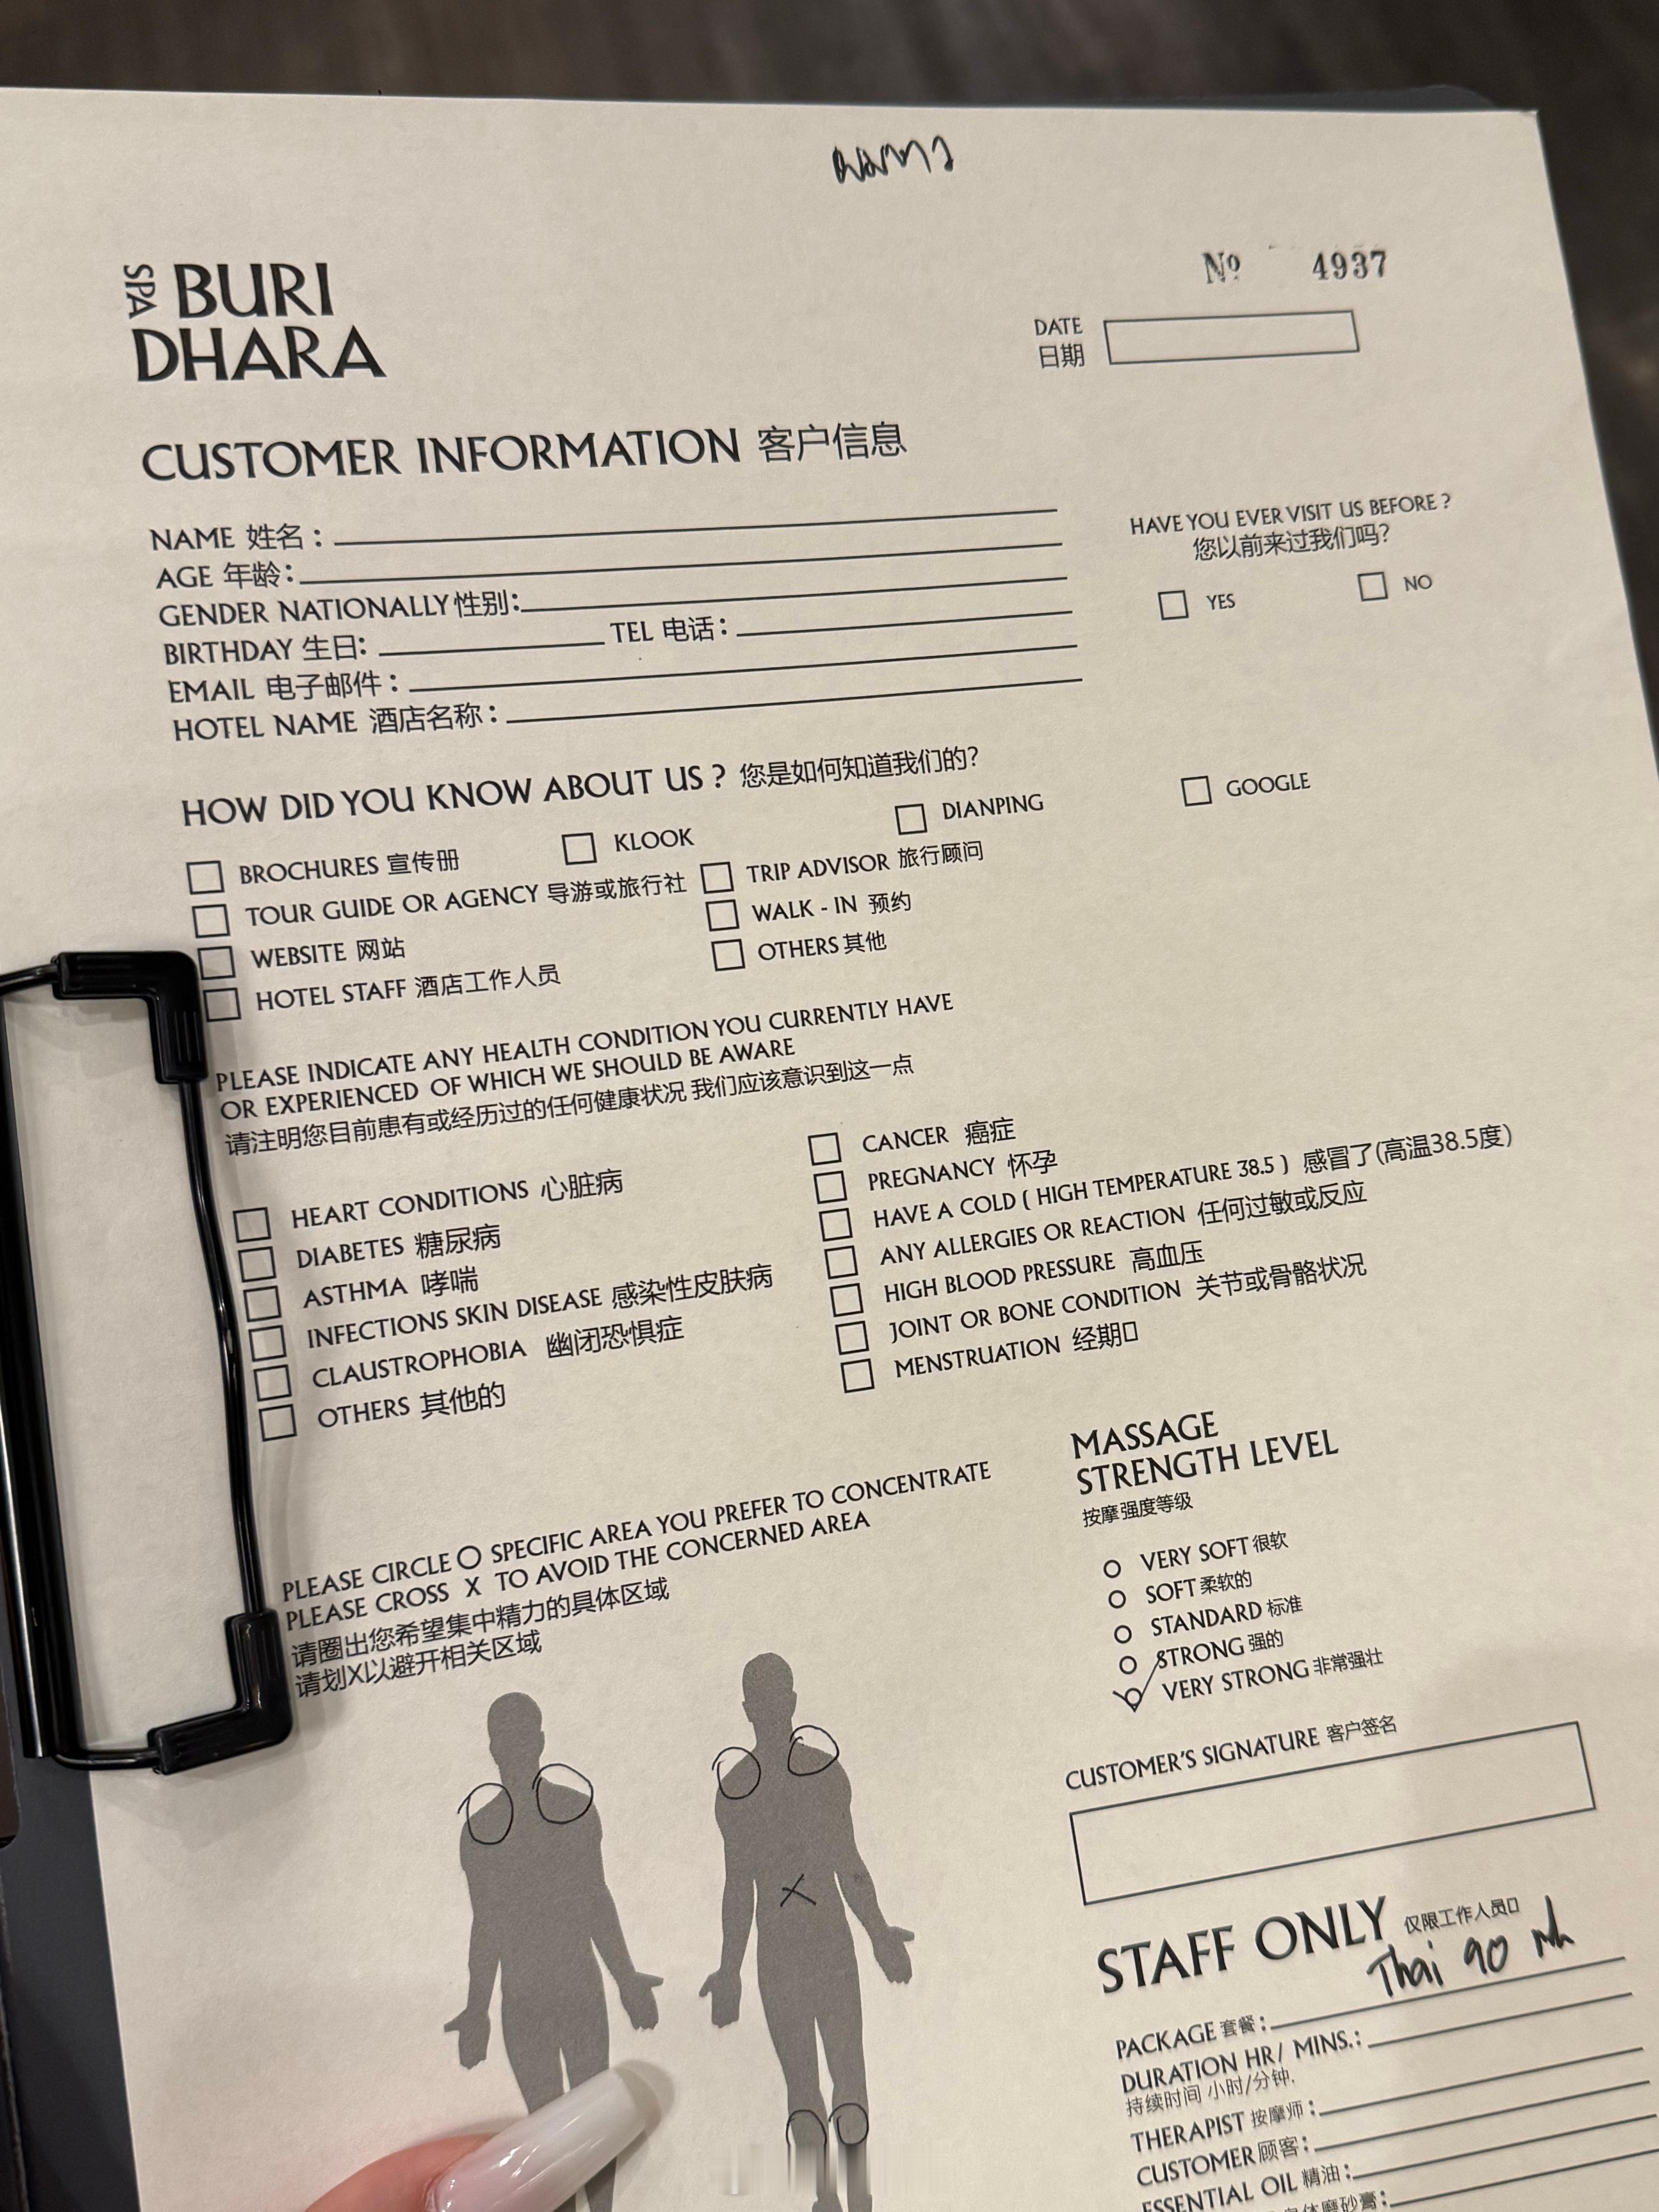 SPA BURI
DHARA
№ 4937
DATE
日期
CUSTOMER INFORMATION 客户信息
NAME 姓名：
AGE 年龄：
GENDER NATIONALLY 性别：
BIRTHDAY 生日： TEL 电话：
EMAIL 电子邮件：
HOTEL NAME 酒店名称：
HAVE YOU EVER VISIT US BEFORE ?
您以前来过我们吗?
YES NO
HOW DID YOU KNOW ABOUT US ? 您是如何知道我们的?
BROCHURES 宣传册 KLOOK DIANPING GOOGLE
TOUR GUIDE OR AGENCY 导游或旅行社 TRIP ADVISOR 旅行顾问
WEBSITE 网站 WALK - IN 预约
HOTEL STAFF 酒店工作人员 OTHERS 其他
PLEASE INDICATE ANY HEALTH CONDITION YOU CURRENTLY HAVE
OR EXPERIENCED OF WHICH WE SHOULD BE AWARE
请注明您目前患有或经历过的任何健康状况 我们应该意识到这一点
HEART CONDITIONS 心脏病
DIABETES 糖尿病
ASTHMA 哮喘
INFECTIONS SKIN DISEASE 感染性皮肤病
CLAUSTROPHOBIA 幽闭恐惧症
OTHERS 其他的
CANCER 癌症
PREGNANCY 怀孕
HAVE A COLD ( HIGH TEMPERATURE 38.5 ) 感冒了(高温38.5度)
ANY ALLERGIES OR REACTION 任何过敏或反应
HIGH BLOOD PRESSURE 高血压
JOINT OR BONE CONDITION 关节或骨骼状况
MENSTRUATION 经期
PLEASE CIRCLE O SPECIFIC AREA YOU PREFER TO CONCENTRATE
PLEASE CROSS X TO AVOID THE CONCERNED AREA
请圈出您希望集中精力的具体区域
请划X以避开相关区域
MASSAGE
STRENGTH LEVEL
按摩强度等级
VERY SOFT 很软
SOFT 柔软的
STANDARD 标准
STRONG 强的
VERY STRONG 非常强壮
CUSTOMER'S SIGNATURE 客户签名
STAFF ONLY 仅限工作人员
PACKAGE 套餐： Thai 90
DURATION HR/ MINS.:
持续时间 小时/分钟.
THERAPIST 按摩师：
CUSTOMER 顾客：
ESSENTIAL OIL 精油：